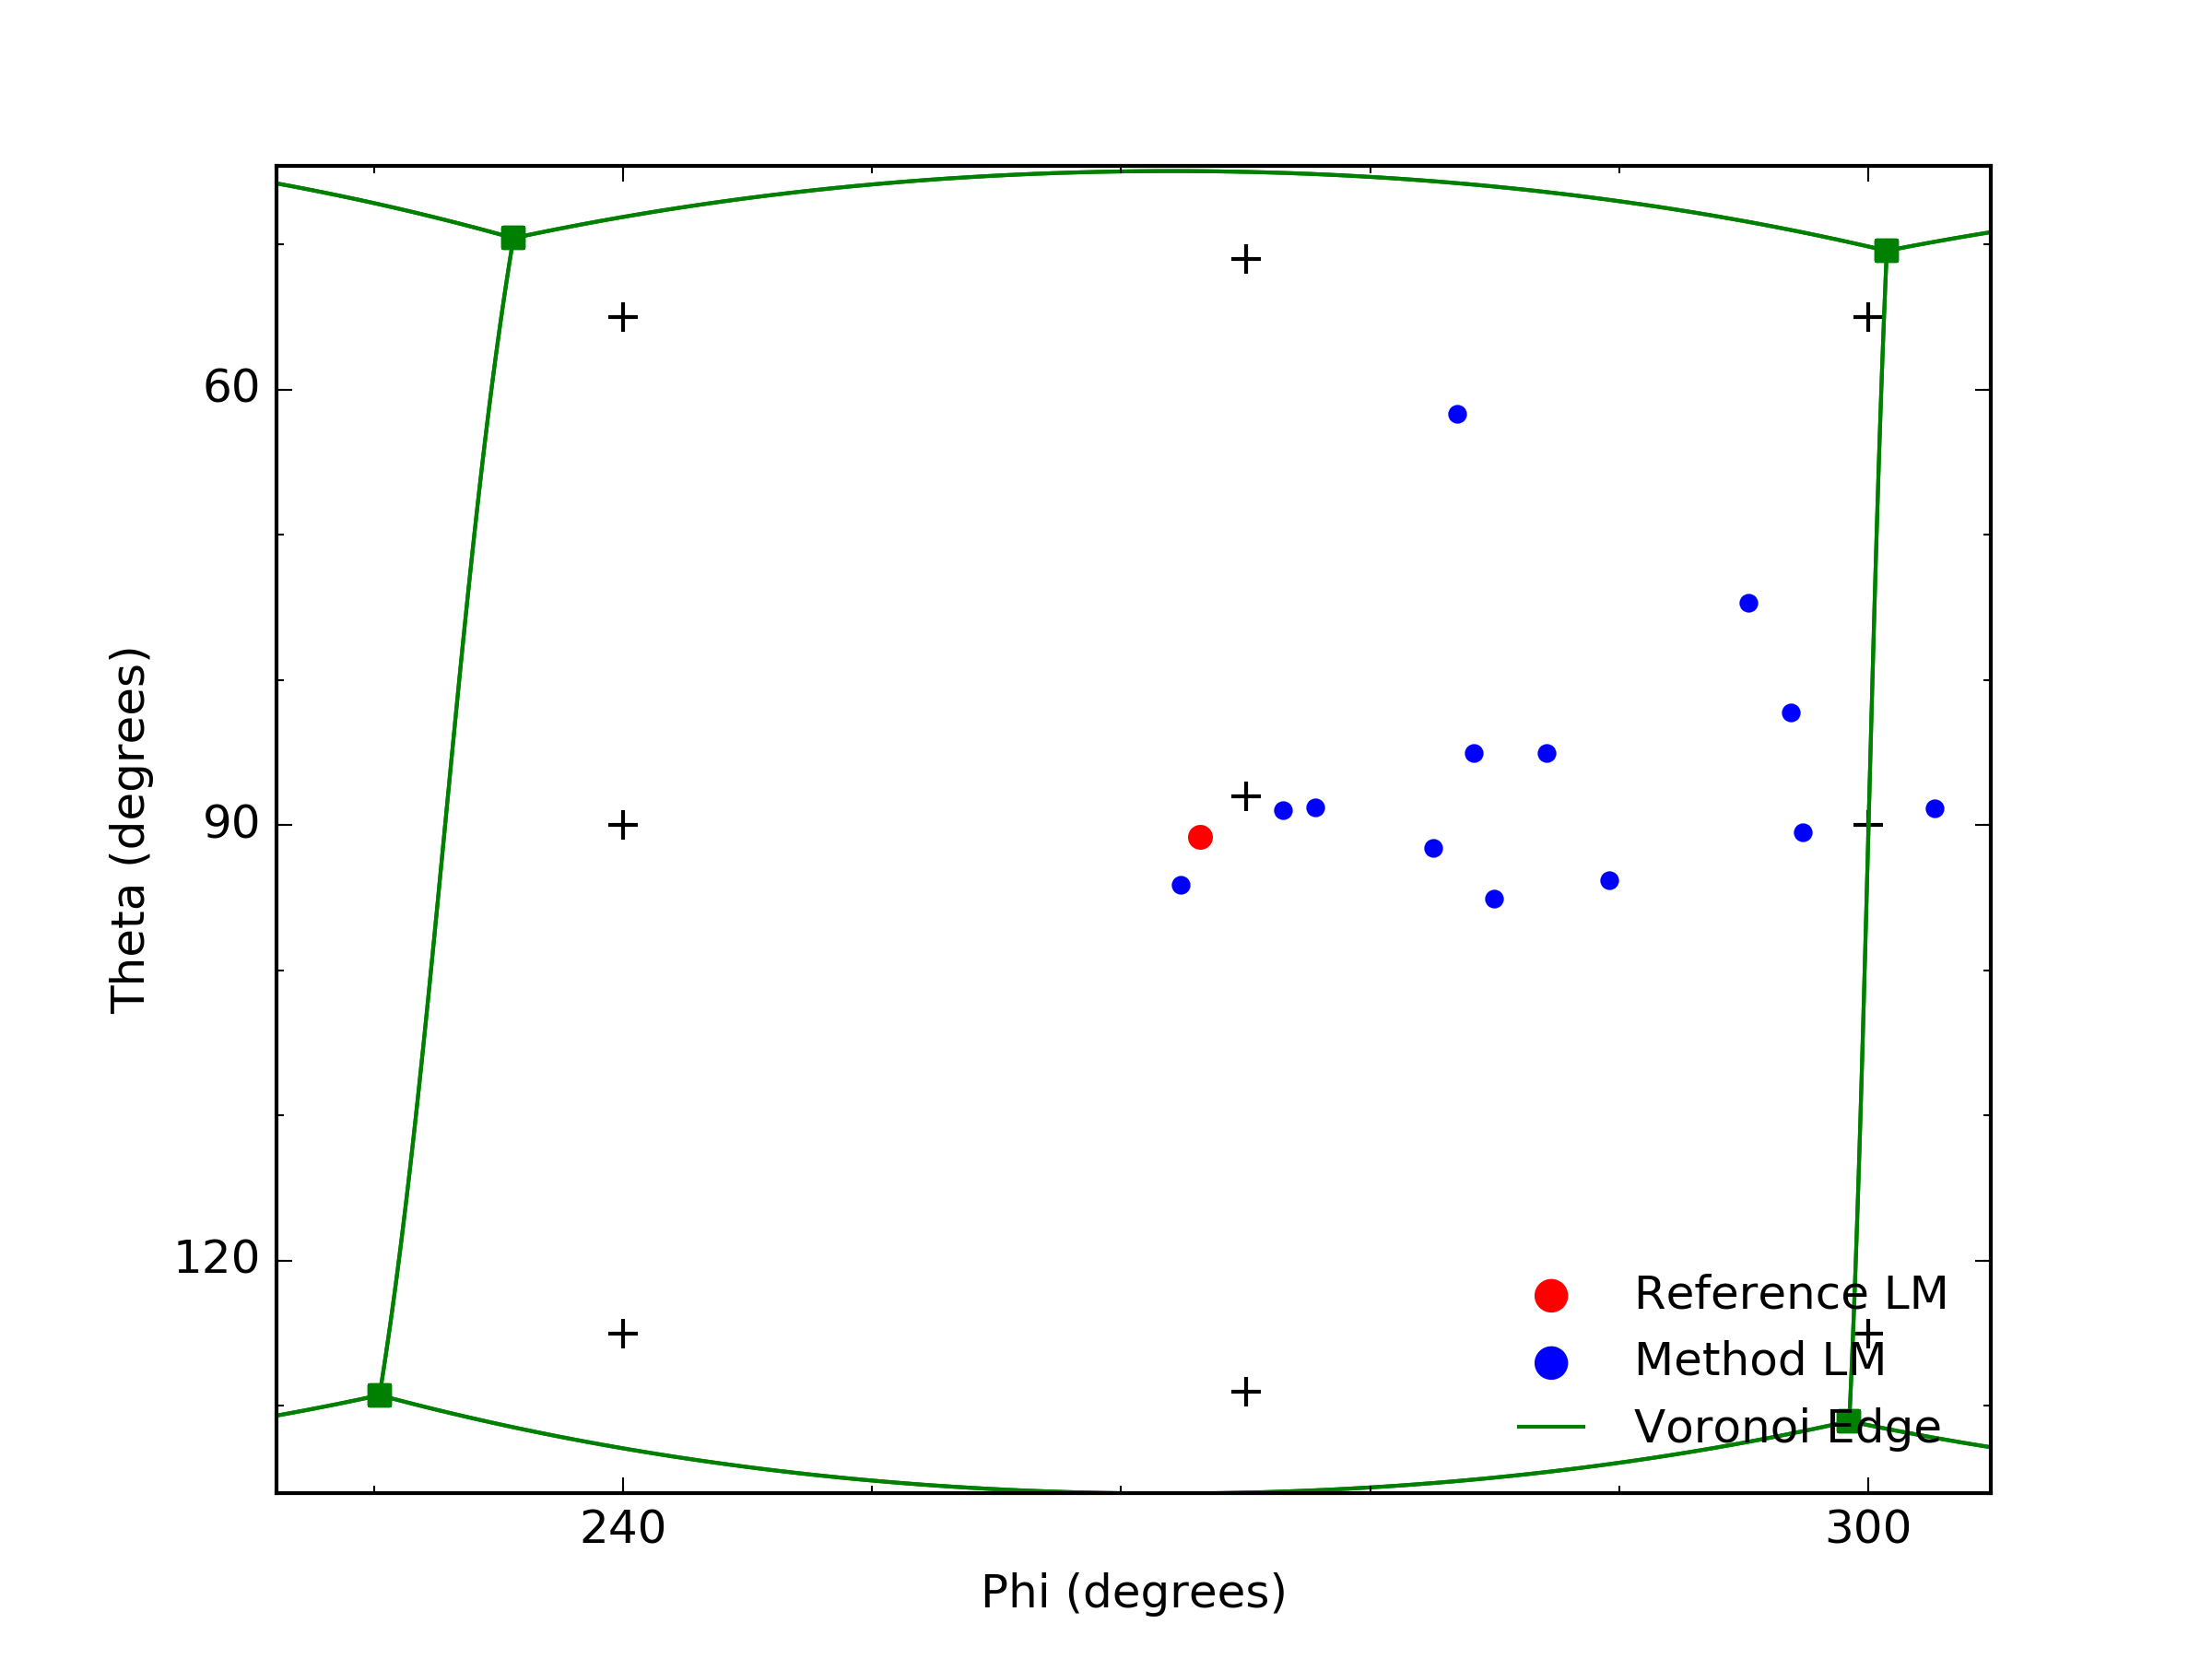 60
90
120
240
300
Theta (degrees)
Phi (degrees)
Reference LM
Method LM
Voronoi Edge